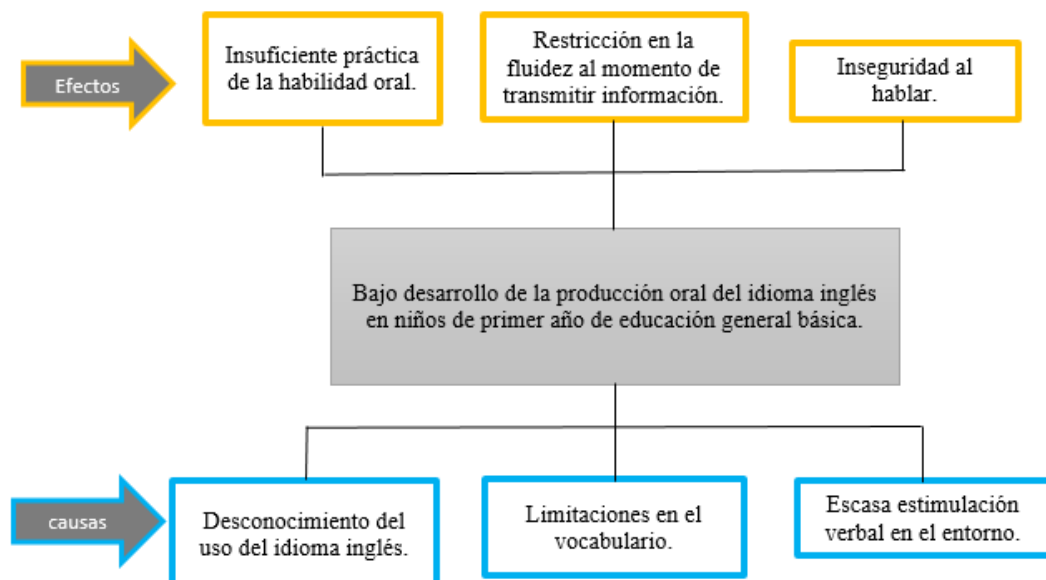 Efectos
Insuficiente práctica
de la habilidad oral.
Restricción en la
fluidez al momento de
transmitir información.
Inseguridad al
hablar.
Bajo desarrollo de la producción oral del idioma inglés
en niños de primer año de educación general básica.
causas
Desconocimiento del
uso del idioma inglés.
Limitaciones en el
vocabulario.
Escasa estimulación
verbal en el entorno.